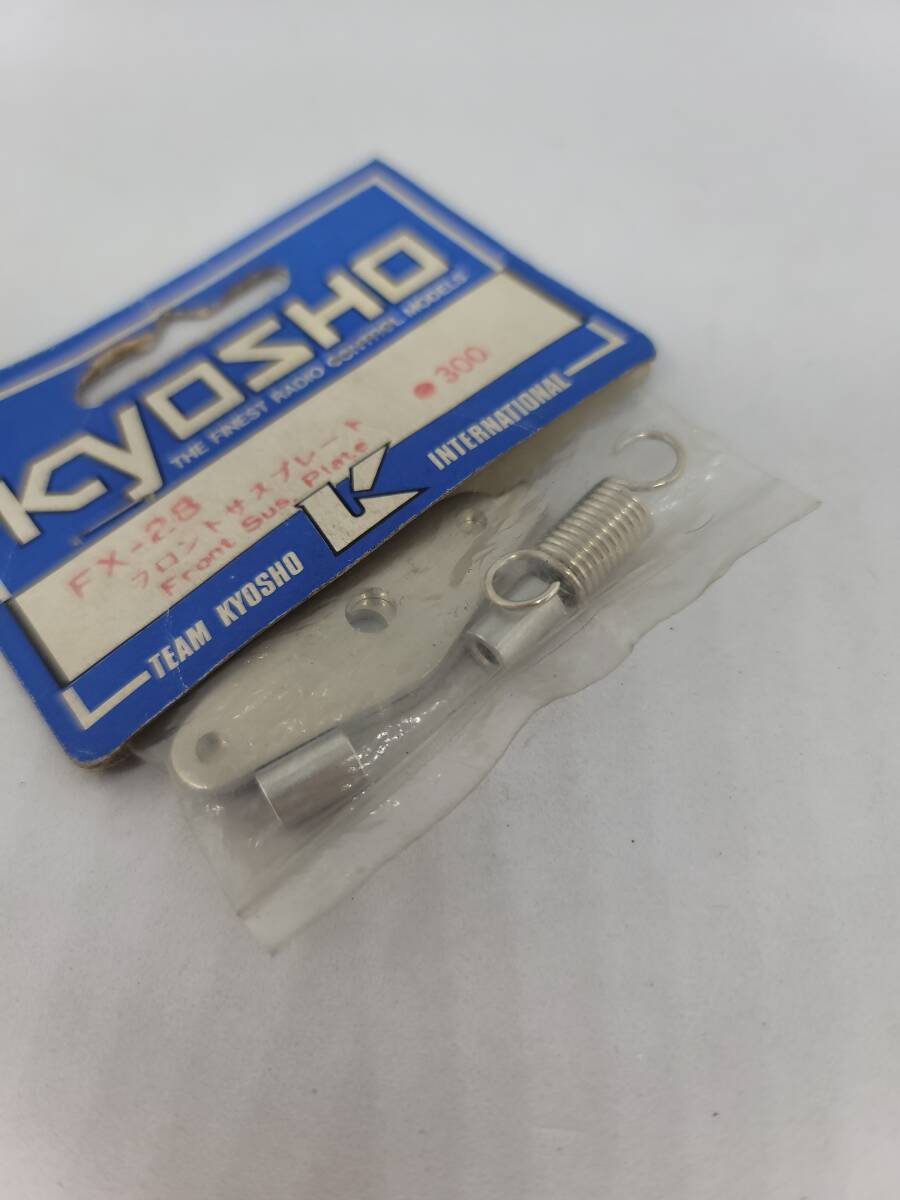 KYOSHO
THE FINEST RADIO CONTROL MODELS
FX-28 ●300
フロントサスプレート
Front Sus. Plate
TEAM KYOSHO K INTERNATIONAL